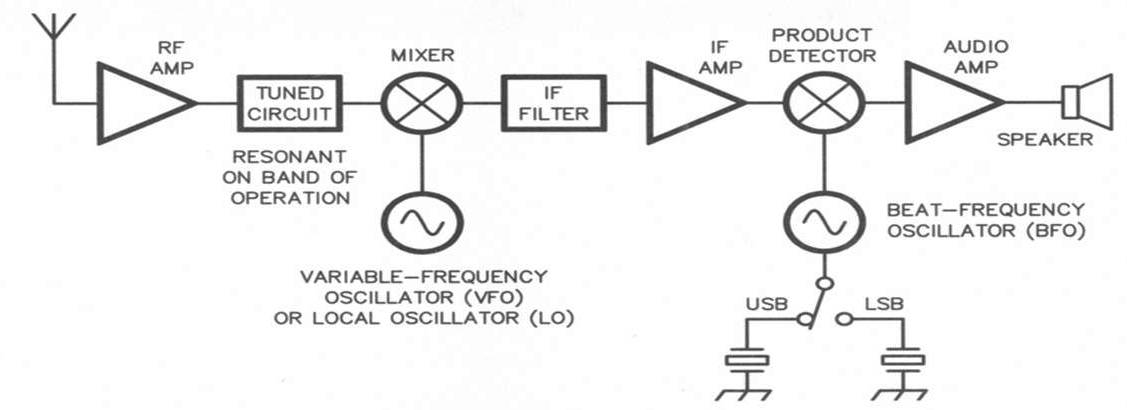 RF
AMP
TUNED
CIRCUIT
RESONANT
ON BAND OF
OPERATION
MIXER
VARIABLE–FREQUENCY
OSCILLATOR (VFO)
OR LOCAL OSCILLATOR (LO)
IF
FILTER
IF
AMP
PRODUCT
DETECTOR
BEAT–FREQUENCY
OSCILLATOR (BFO)
USB
LSB
AUDIO
AMP
SPEAKER